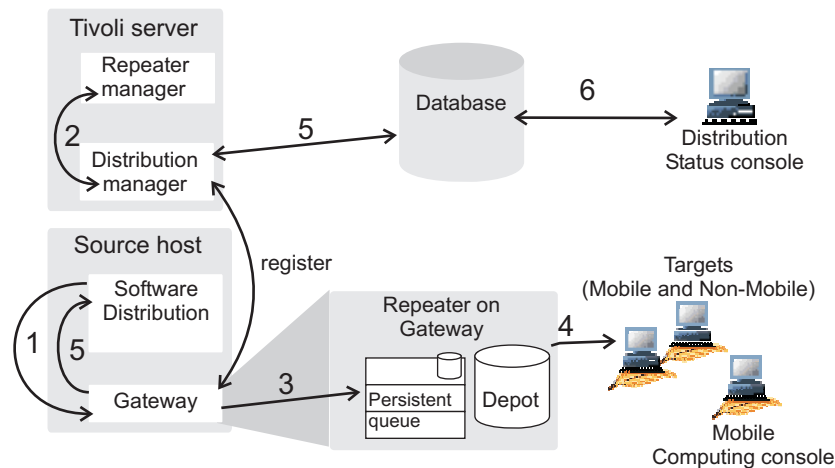 Tivoli server
Repeater
manager
2
Distribution
manager
5
Database
6
Distribution
Status console
register
Source host
Software
Distribution
1
5
Gateway
3
Repeater on
Gateway
Persistent
queue
Depot
4
Targets
(Mobile and Non-Mobile)
Mobile
Computing console